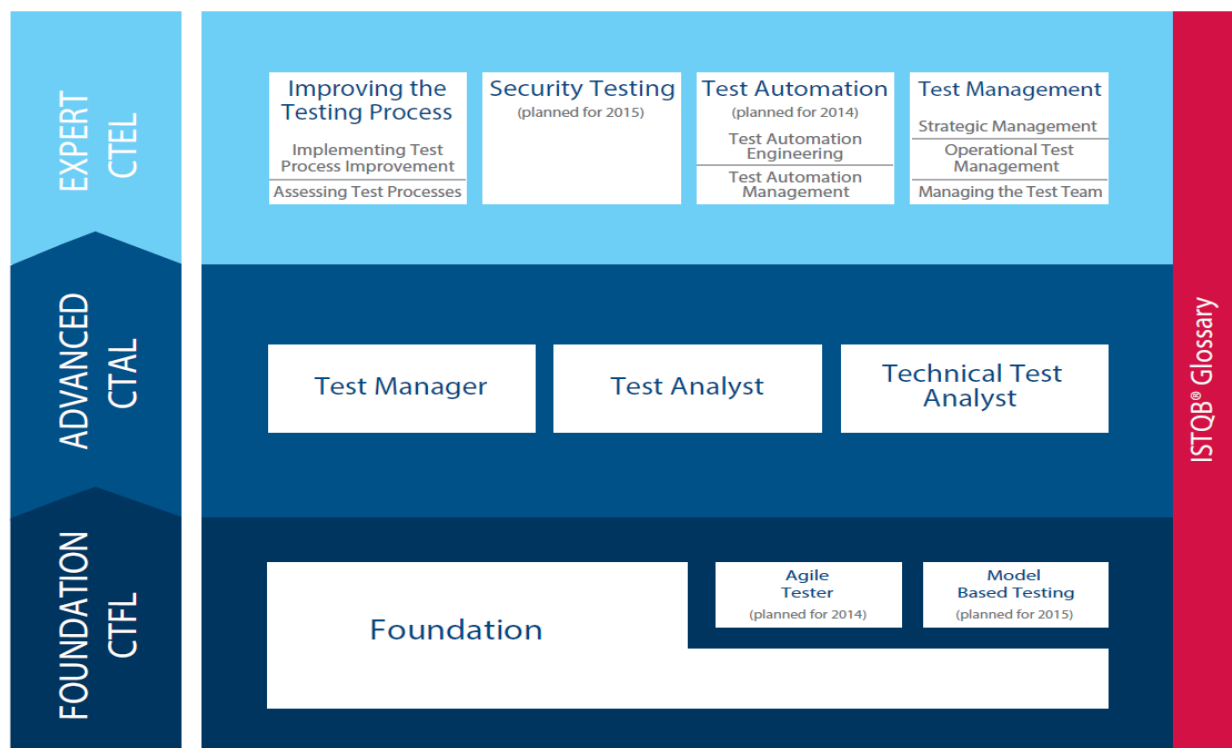 EXPERT
CTEL
Improving the
Testing Process
Implementing Test
Process Improvement
Assessing Test Processes
Security Testing
(planned for 2015)
Test Automation
(planned for 2014)
Test Automation
Engineering
Test Automation
Management
Test Management
Strategic Management
Operational Test
Management
Managing the Test Team
ADVANCED
CTAL
Test Manager
Test Analyst
Technical Test
Analyst
FOUNDATION
CTFL
Foundation
Agile
Tester
(planned for 2014)
Model
Based Testing
(planned for 2015)
ISTQB® Glossary